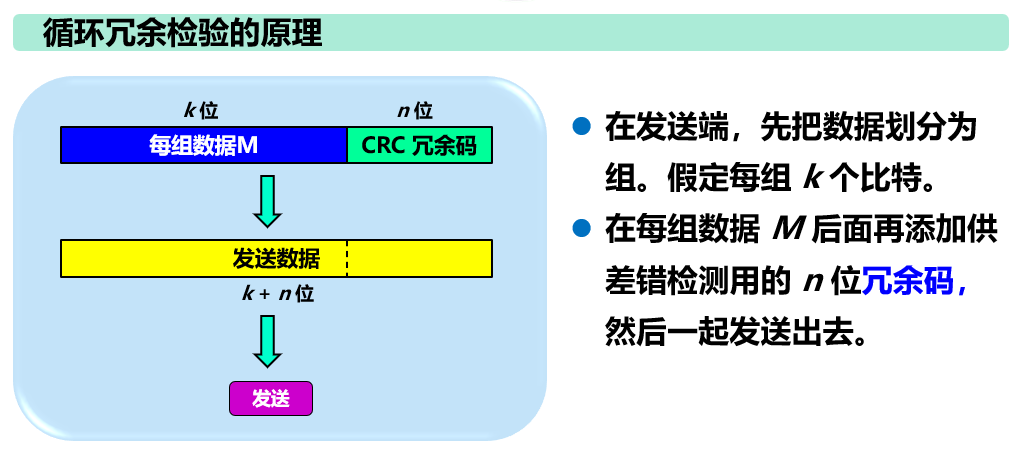 循环冗余检验的原理
k 位
n 位
每组数据M
CRC 冗余码
发送数据
k + n 位
发送
在发送端，先把数据划分为
组。假定每组 k 个比特。
在每组数据 M 后面再添加供
差错检测用的 n 位冗余码，
然后一起发送出去。